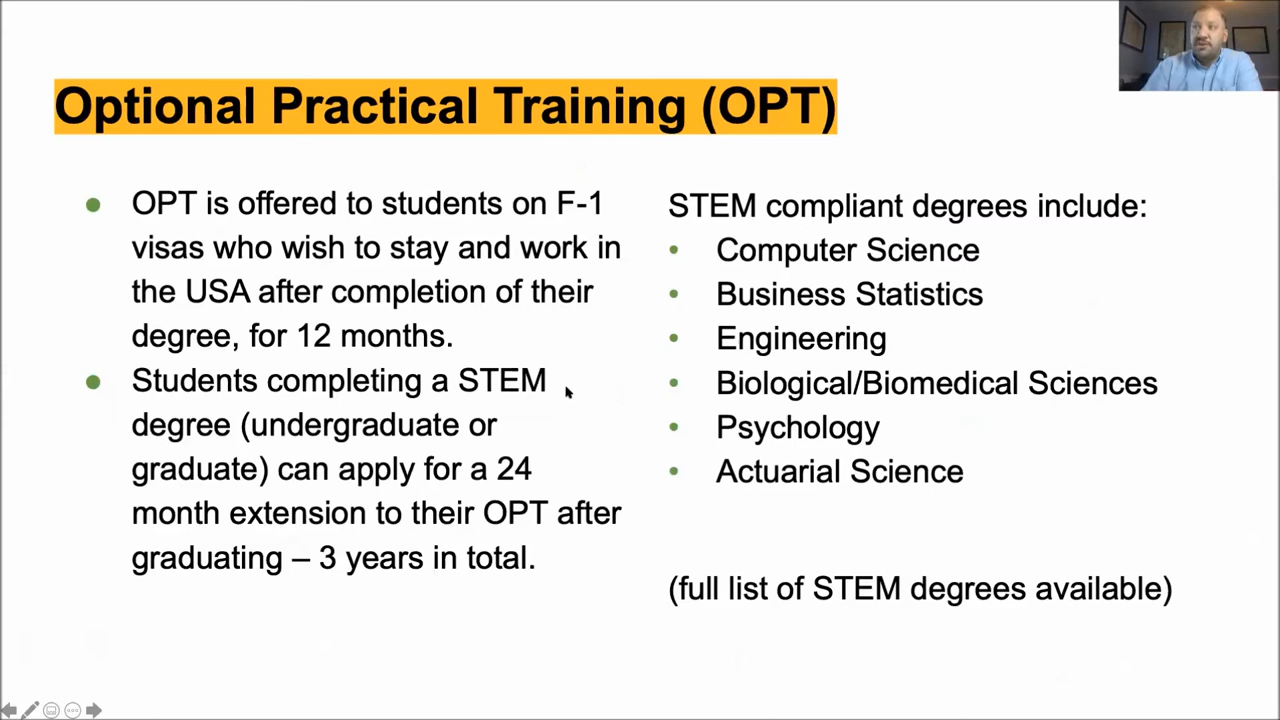 Optional Practical Training (OPT)
● OPT is offered to students on F-1
visas who wish to stay and work in
the USA after completion of their
degree, for 12 months.
● Students completing a STEM
degree (undergraduate or
graduate) can apply for a 24
month extension to their OPT after
graduating – 3 years in total.
STEM compliant degrees include:
• Computer Science
• Business Statistics
• Engineering
• Biological/Biomedical Sciences
• Psychology
• Actuarial Science
(full list of STEM degrees available)